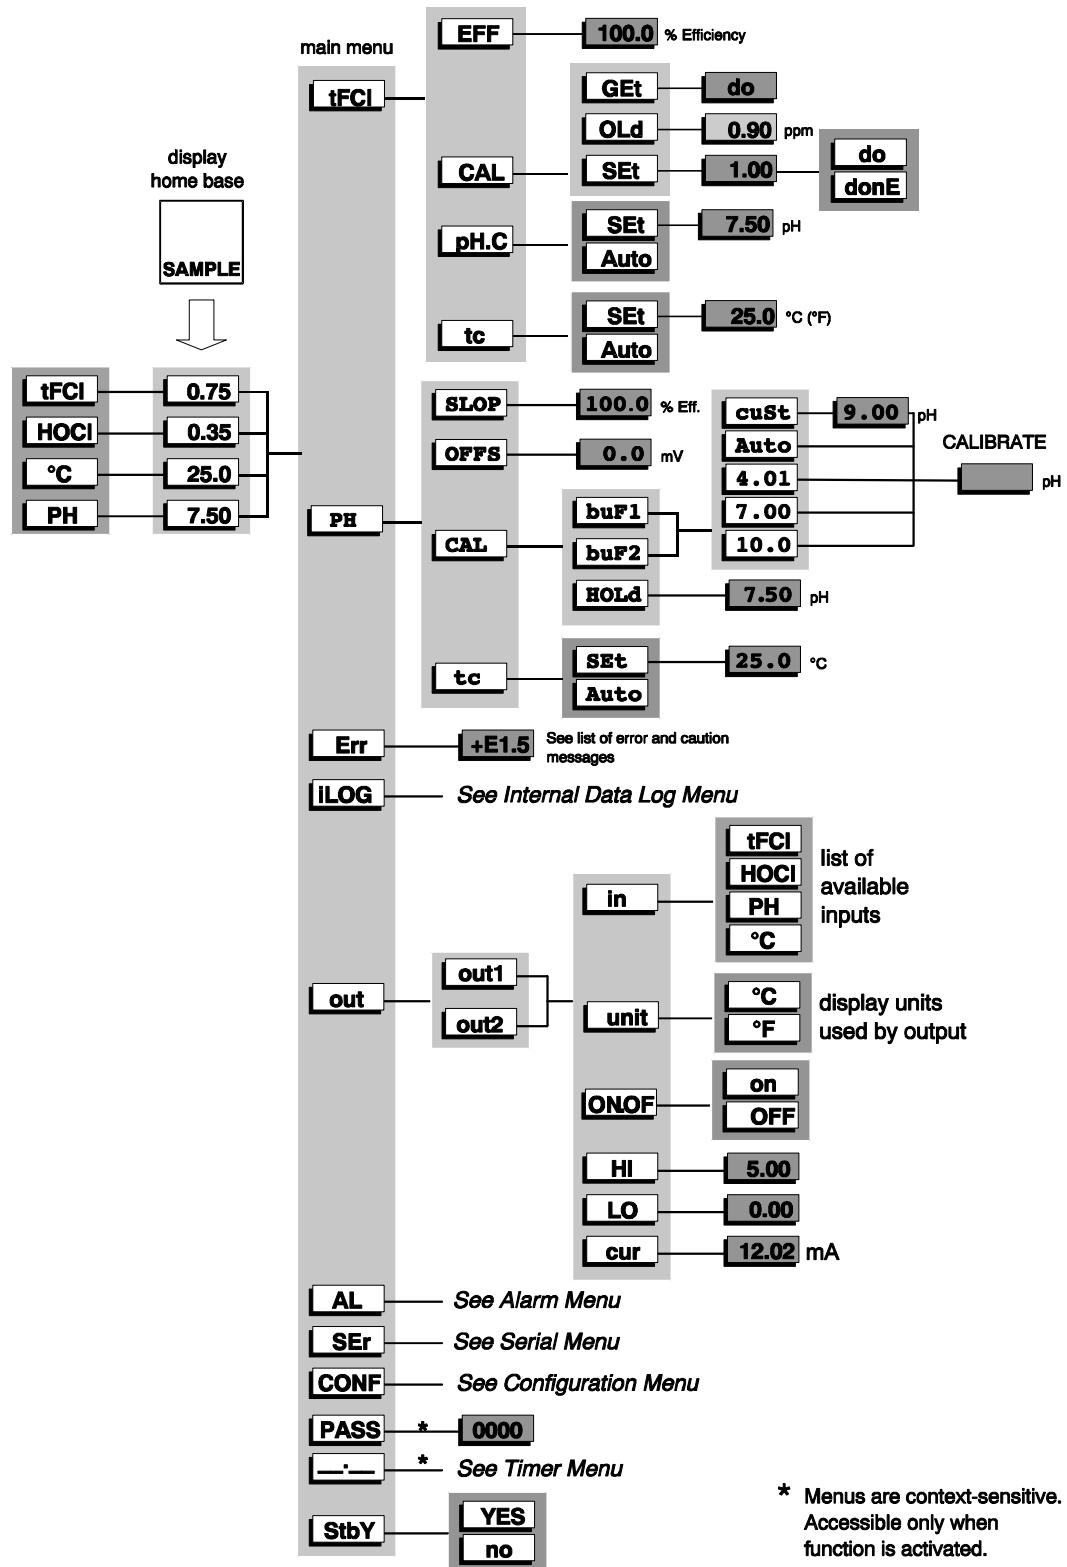 main menu
EFF
100.0 % Efficiency
tFCl
GEt
do
OLd
0.90 ppm
CAL
SEt
1.00
do
donE
display
home base
SAMPLE
pH.C
SEt
7.50 pH
Auto
tc
SEt
25.0 °C (°F)
Auto
tFCl
0.75
HOCl
0.35
°C
25.0
PH
7.50
PH
SLOP
100.0 % Eff.
OFFS
0.0 mV
CAL
buF1
buF2
HOLd
7.50 pH
cuSt
9.00 pH
Auto
4.01
7.00
10.0
CALIBRATE
pH
tc
SEt
25.0 °C
Auto
Err
+E1.5
See list of error and caution
messages
iLOG
See Internal Data Log Menu
out
out1
out2
in
tFCl
HOCl
PH
°C
list of
available
inputs
unit
°C
°F
display units
used by output
ON.OF
on
OFF
HI
5.00
LO
0.00
cur
12.02 mA
AL
See Alarm Menu
SEr
See Serial Menu
CONF
See Configuration Menu
PASS
*
0000
—.—
*
See Timer Menu
StbY
YES
no
* Menus are context-sensitive.
Accessible only when
function is activated.